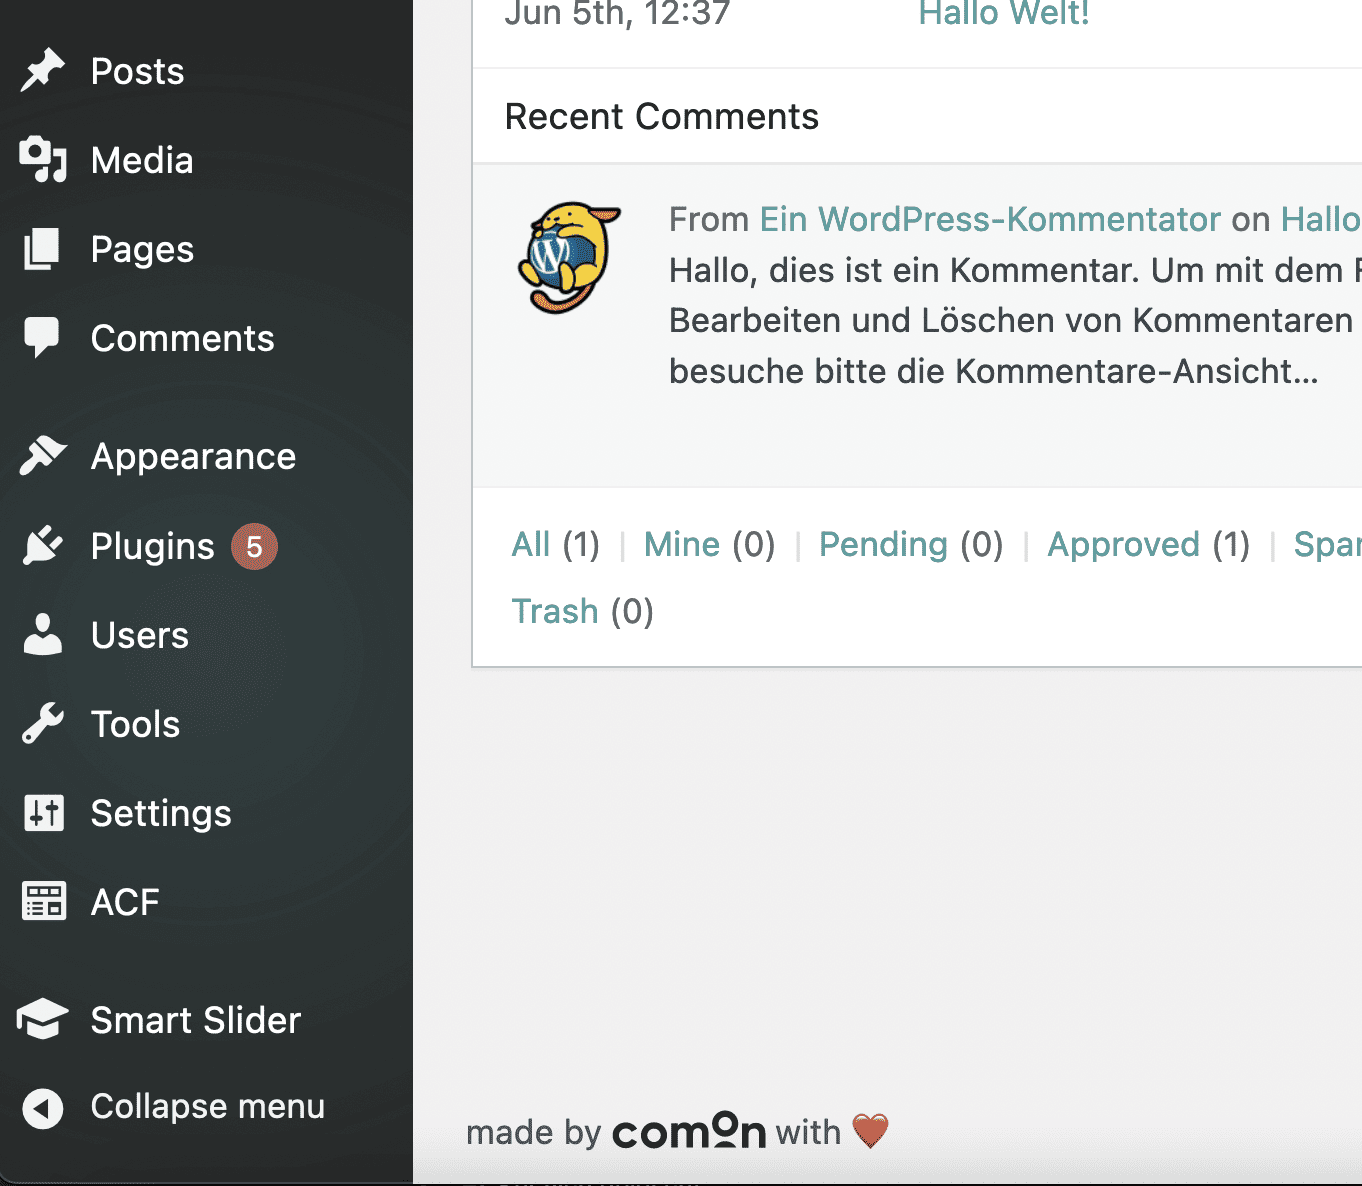 Posts
Media
Pages
Comments
Appearance
Plugins 5
Users
Tools
Settings
ACF
Smart Slider
Collapse menu
Jun 5th, 12:37 Hallo Welt!
Recent Comments
From Ein WordPress-Kommentator on Hallo
Hallo, dies ist ein Kommentar. Um mit dem
Bearbeiten und Löschen von Kommentaren
besuche bitte die Kommentare-Ansicht…
All (1) | Mine (0) | Pending (0) | Approved (1) |
Trash (0)
made by comon with ❤